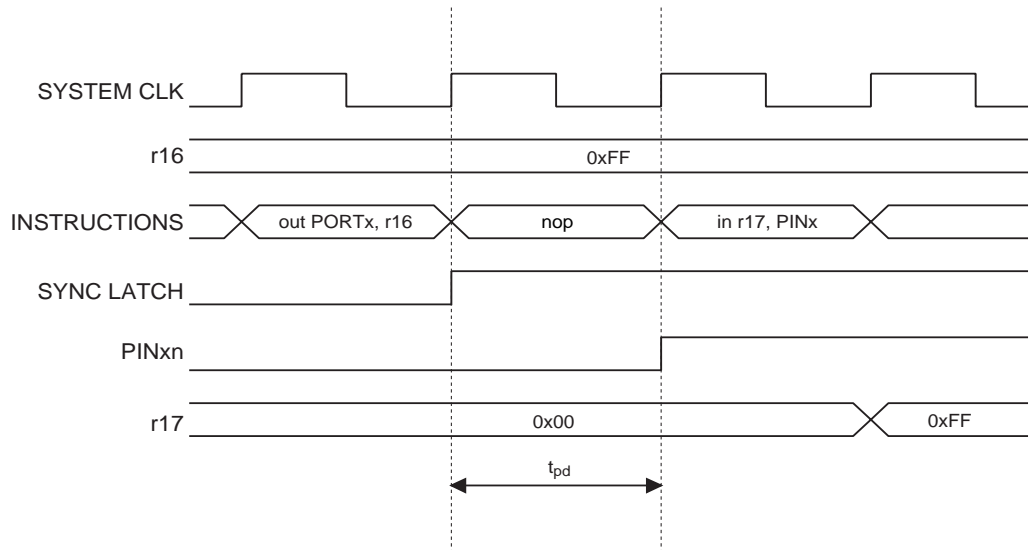 SYSTEM CLK
r16
0xFF
INSTRUCTIONS
out PORTx, r16
nop
in r17, PINx
SYNC LATCH
PINxn
r17
0x00
0xFF
tpd